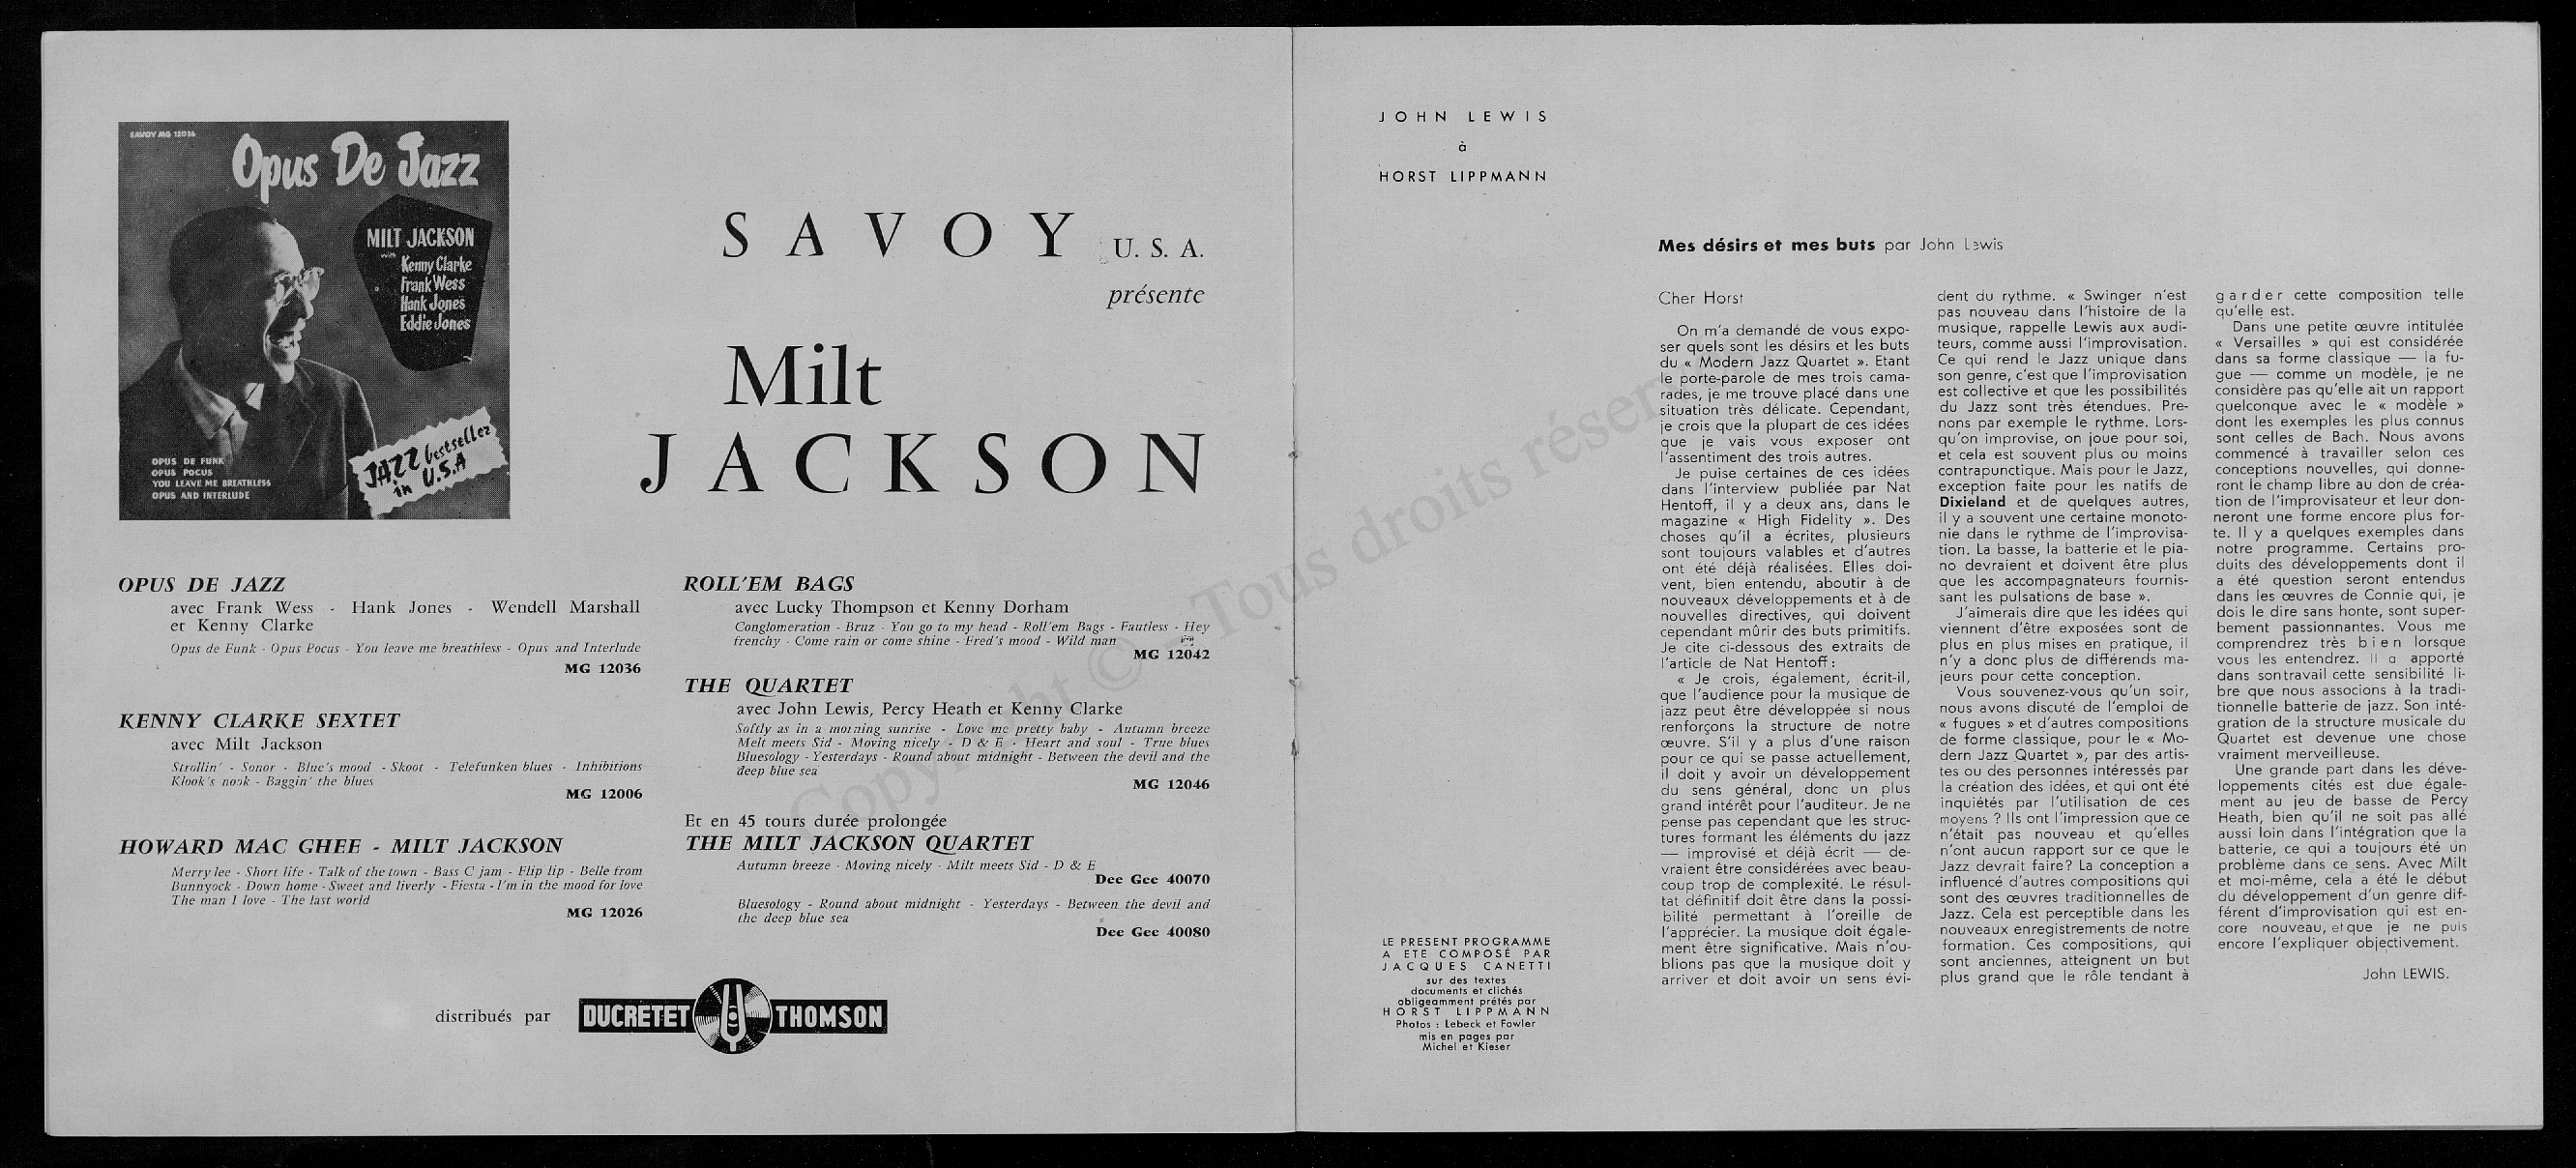 SAVOY MG 12036
Opus De Jazz
MILT JACKSON
with
Kenny Clarke
Frank Wess
Hank Jones
Eddie Jones
JAZZ bestseller
in U.S.A
OPUS DE FUNK
OPUS POCUS
YOU LEAVE ME BREATHLESS
OPUS AND INTERLUDE
SAVOY U. S. A.
présente
Milt
JACKSON
OPUS DE JAZZ
avec Frank Wess - Hank Jones - Wendell Marshall
et Kenny Clarke
Opus de Funk - Opus Pocus - You leave me breathless - Opus and Interlude
MG 12036
KENNY CLARKE SEXTET
avec Milt Jackson
Strollin' - Sonor - Blue's mood - Skoot - Telefunken blues - Inhibitions
Klook's nook - Baggin' the blues
MG 12006
HOWARD MAC GHEE - MILT JACKSON
Merry lee - Short life - Talk of the town - Bass C jam - Flip lip - Belle from
Bunnyock - Down home - Sweet and liverly - Fiesta - I'm in the mood for love
The man I love - The last world
MG 12026
ROLL'EM BAGS
avec Lucky Thompson et Kenny Dorham
Conglomeration - Bruz - You go to my head - Roll'em Bags - Fautless - Hey
frenchy - Come rain or come shine - Fred's mood - Wild man
MG 12042
THE QUARTET
avec John Lewis, Percy Heath et Kenny Clarke
Softly as in a morning sunrise - Love me pretty baby - Autumn breeze
Melt meets Sid - Moving nicely - D & E - Heart and soul - True blues
Bluesology - Yesterdays - Round about midnight - Between the devil and the
deep blue sea
MG 12046
Et en 45 tours durée prolongée
THE MILT JACKSON QUARTET
Autumn breeze - Moving nicely - Milt meets Sid - D & E
Dee Gee 40070
Bluesology - Round about midnight - Yesterdays - Between the devil and
the deep blue sea
Dee Gee 40080
distribués par DUCRETET THOMSON
JOHN LEWIS
à
HORST LIPPMANN
LE PRESENT PROGRAMME
A ETE COMPOSÉ PAR
JACQUES CANETTI
sur des textes
documents et clichés
obligeamment prêtés par
HORST LIPPMANN
Photos : Lebeck et Fowler
mis en pages par
Michel et Kieser
Mes désirs et mes buts par John Lewis
Cher Horst
On m'a demandé de vous expo-
ser quels sont les désirs et les buts
du « Modern Jazz Quartet ». Etant
le porte-parole de mes trois cama-
rades, je me trouve placé dans une
situation très délicate. Cependant,
je crois que la plupart de ces idées
que je vais vous exposer ont
l'assentiment des trois autres.
Je puise certaines de ces idées
dans l'interview publiée par Nat
Hentoff, il y a deux ans, dans le
magazine « High Fidelity ». Des
choses qu'il a écrites, plusieurs
sont toujours valables et d'autres
ont été déjà réalisées. Elles doi-
vent, bien entendu, aboutir à de
nouveaux développements et à de
nouvelles directives, qui doivent
cependant mûrir des buts primitifs.
Je cite ci-dessous des extraits de
l'article de Nat Hentoff :
« Je crois, également, écrit-il,
que l'audience pour la musique de
jazz peut être développée si nous
renforçons la structure de notre
œuvre. S'il y a plus d'une raison
pour ce qui se passe actuellement,
il doit y avoir un développement
du sens général, donc un plus
grand intérêt pour l'auditeur. Je ne
pense pas cependant que les struc-
tures formant les éléments du jazz
— improvisé et déjà écrit — de-
vraient être considérées avec beau-
coup trop de complexité. Le résul-
tat définitif doit être dans la possi-
bilité permettant à l'oreille de
l'apprécier. La musique doit égale-
ment être significative. Mais n'ou-
blions pas que la musique doit y
arriver et doit avoir un sens évi-
dent du rythme. « Swinger n'est
pas nouveau dans l'histoire de la
musique, rappelle Lewis aux audi-
teurs, comme aussi l'improvisation.
Ce qui rend le Jazz unique dans
son genre, c'est que l'improvisation
est collective et que les possibilités
du Jazz sont très étendues. Pre-
nons par exemple le rythme. Lors-
qu'on improvise, on joue pour soi,
et cela est souvent plus ou moins
contrapunctique. Mais pour le Jazz,
exception faite pour les natifs de
Dixieland et de quelques autres,
il y a souvent une certaine monoto-
nie dans le rythme de l'improvisa-
tion. La basse, la batterie et le pia-
no devraient et doivent être plus
que les accompagnateurs fournis-
sant les pulsations de base ».
J'aimerais dire que les idées qui
viennent d'être exposées sont de
plus en plus mises en pratique, il
n'y a donc plus de différends ma-
jeurs pour cette conception.
Vous souvenez-vous qu'un soir,
nous avons discuté de l'emploi de
« fugues » et d'autres compositions
de forme classique, pour le « Mo-
dern Jazz Quartet », par des artis-
tes ou des personnes intéressés par
la création des idées, et qui ont été
inquiétés par l'utilisation de ces
moyens ? Ils ont l'impression que ce
n'était pas nouveau et qu'elles
n'ont aucun rapport sur ce que le
Jazz devrait faire? La conception a
influencé d'autres compositions qui
sont des œuvres traditionnelles de
Jazz. Cela est perceptible dans les
nouveaux enregistrements de notre
formation. Ces compositions, qui
sont anciennes, atteignent un but
plus grand que le rôle tendant à
garder cette composition telle
qu'elle est.
Dans une petite œuvre intitulée
« Versailles » qui est considérée
dans sa forme classique — la fu-
gue — comme un modèle, je ne
considère pas qu'elle ait un rapport
quelconque avec le « modèle »
dont les exemples les plus connus
sont celles de Bach. Nous avons
commencé à travailler selon ces
conceptions nouvelles, qui donne-
ront le champ libre au don de créa-
tion de l'improvisateur et leur don-
neront une forme encore plus for-
te. Il y a quelques exemples dans
notre programme. Certains pro-
duits des développements dont il
a été question seront entendus
dans les œuvres de Connie qui, je
dois le dire sans honte, sont super-
bement passionnantes. Vous me
comprendrez très bien lorsque
vous les entendrez. Il a apporté
dans son travail cette sensibilité li-
bre que nous associons à la tradi-
tionnelle batterie de jazz. Son inté-
gration de la structure musicale du
Quartet est devenue une chose
vraiment merveilleuse.
Une grande part dans les déve-
loppements cités est due égale-
ment au jeu de basse de Percy
Heath, bien qu'il ne soit pas allé
aussi loin dans l'intégration que la
batterie, ce qui a toujours été un
problème dans ce sens. Avec Milt
et moi-même, cela a été le début
du développement d'un genre dif-
férent d'improvisation qui est en-
core nouveau, et que je ne puis
encore l'expliquer objectivement.
John LEWIS.
Copyright © - Tous droits réservés